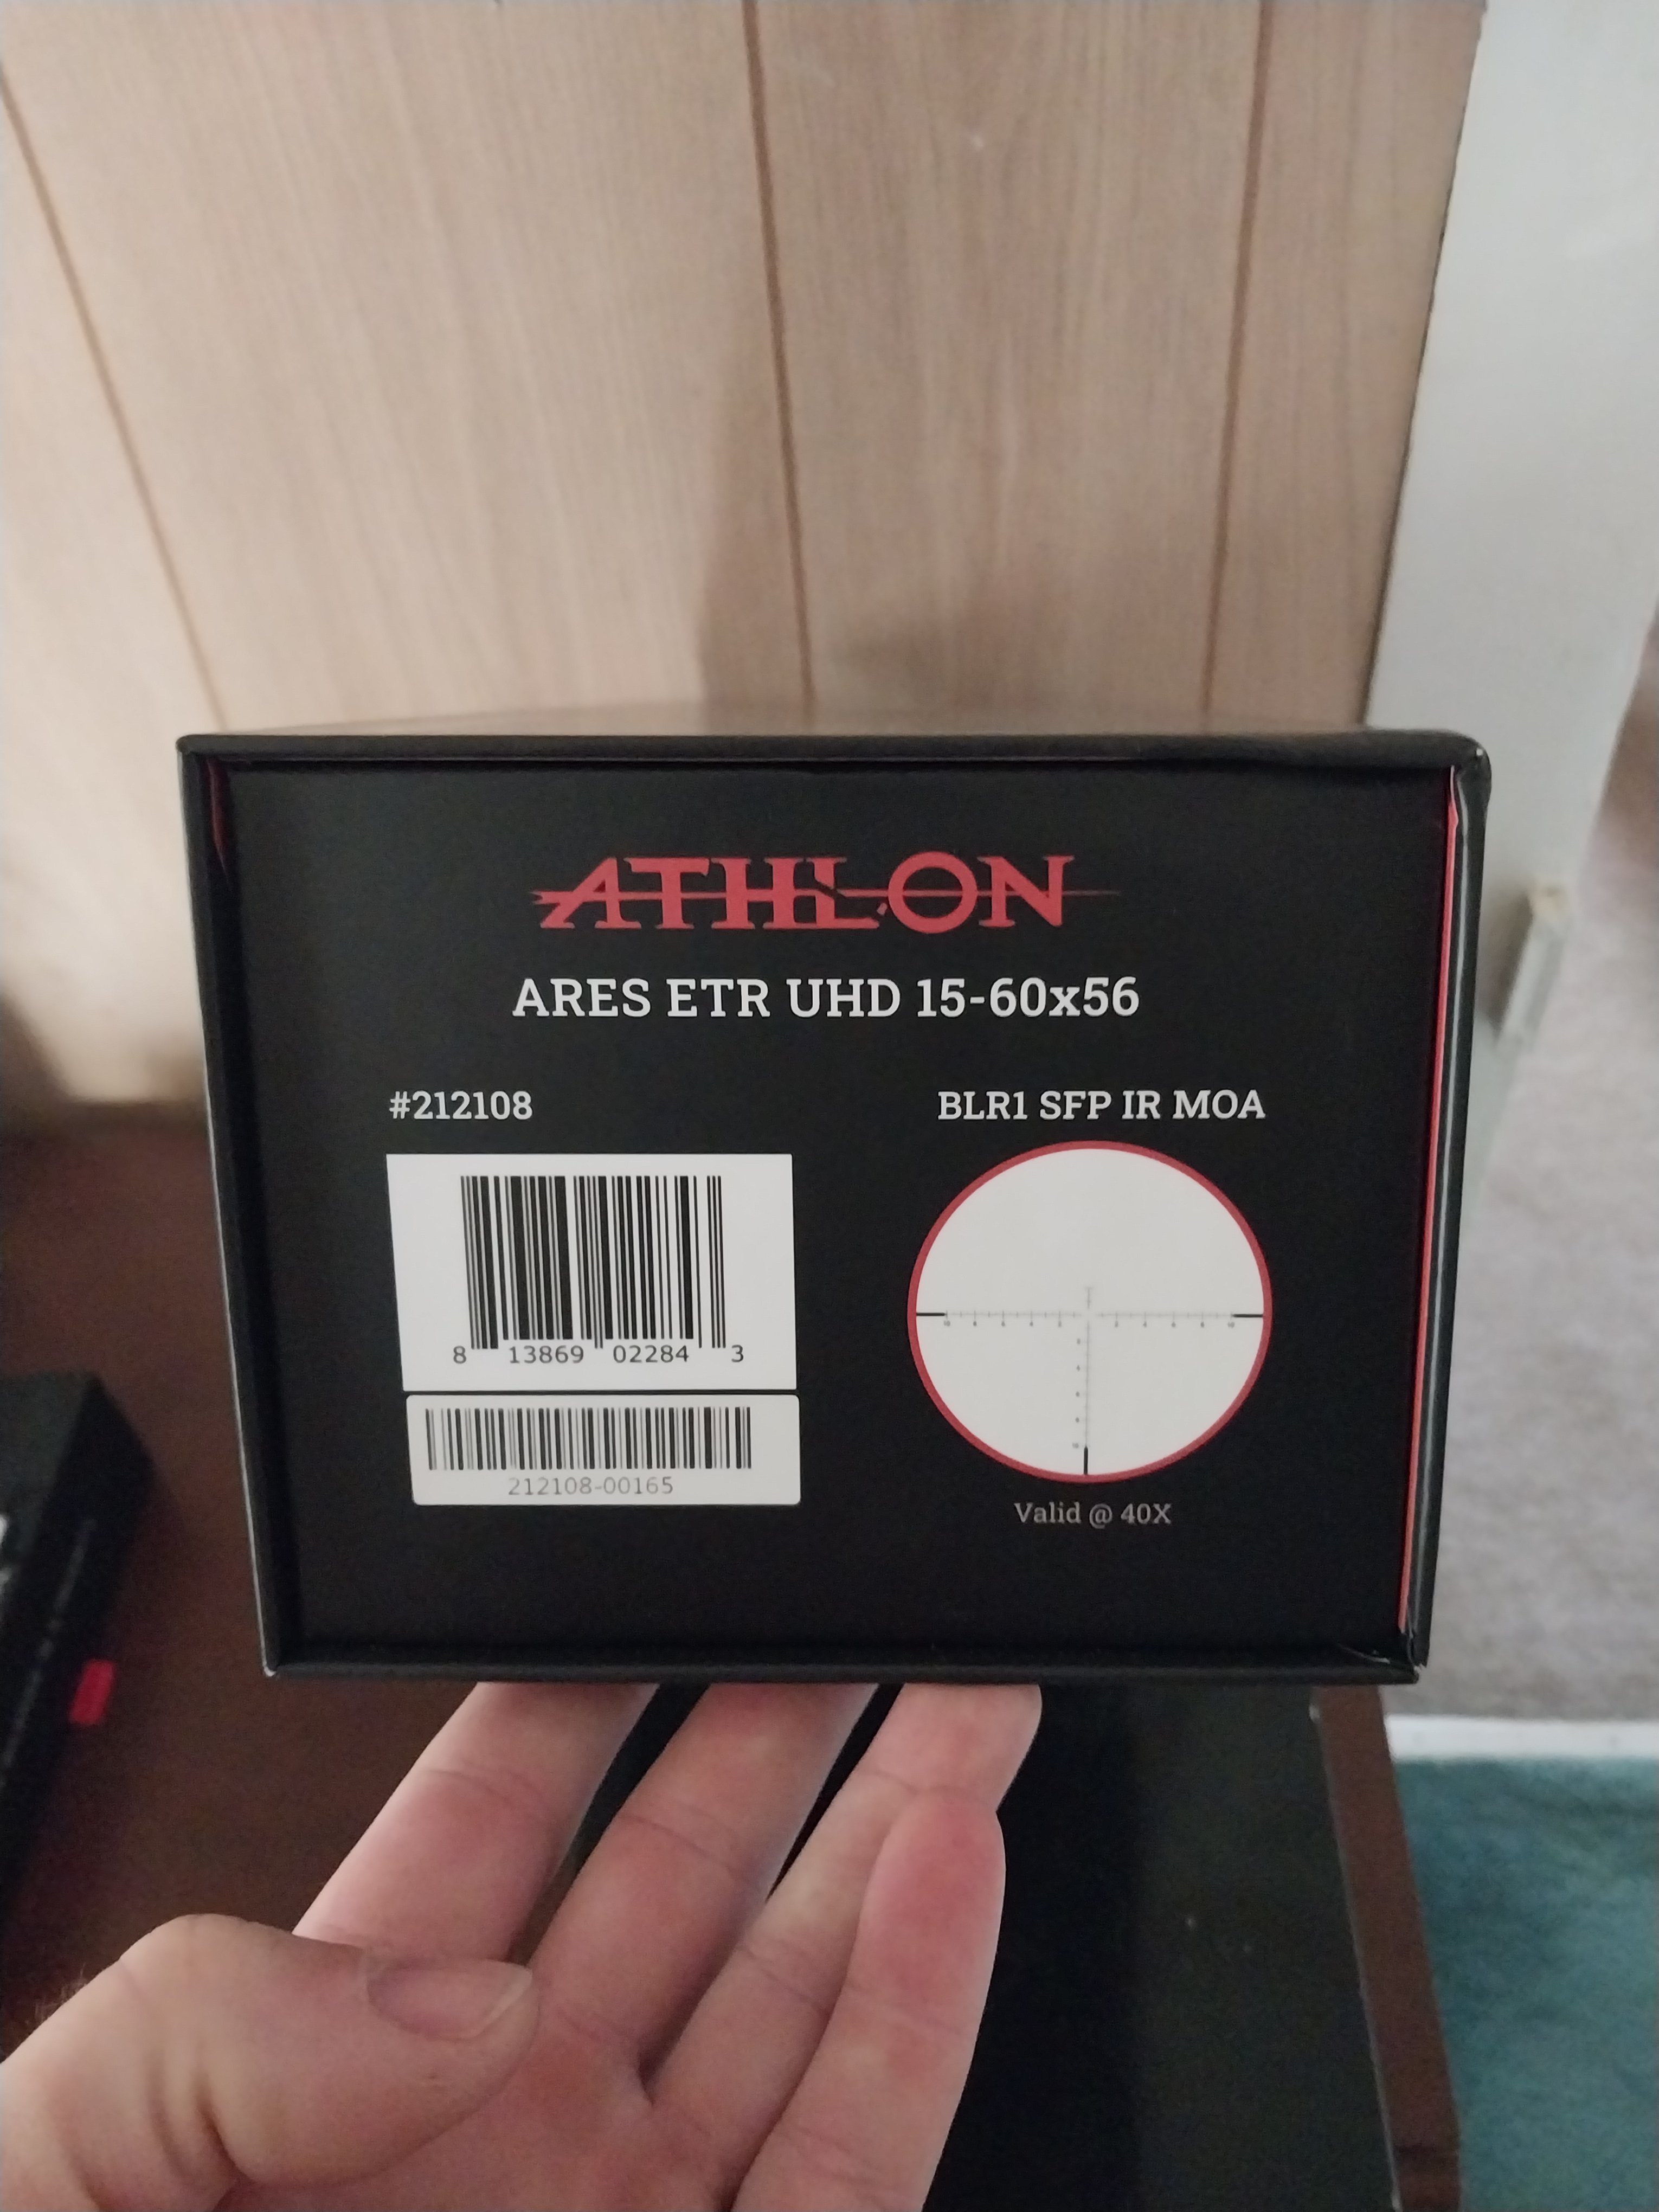 ATHLON
ARES ETR UHD 15-60x56
#212108
BLR1 SFP IR MOA
8 13869 02284 3
212108-00165
Valid @ 40X